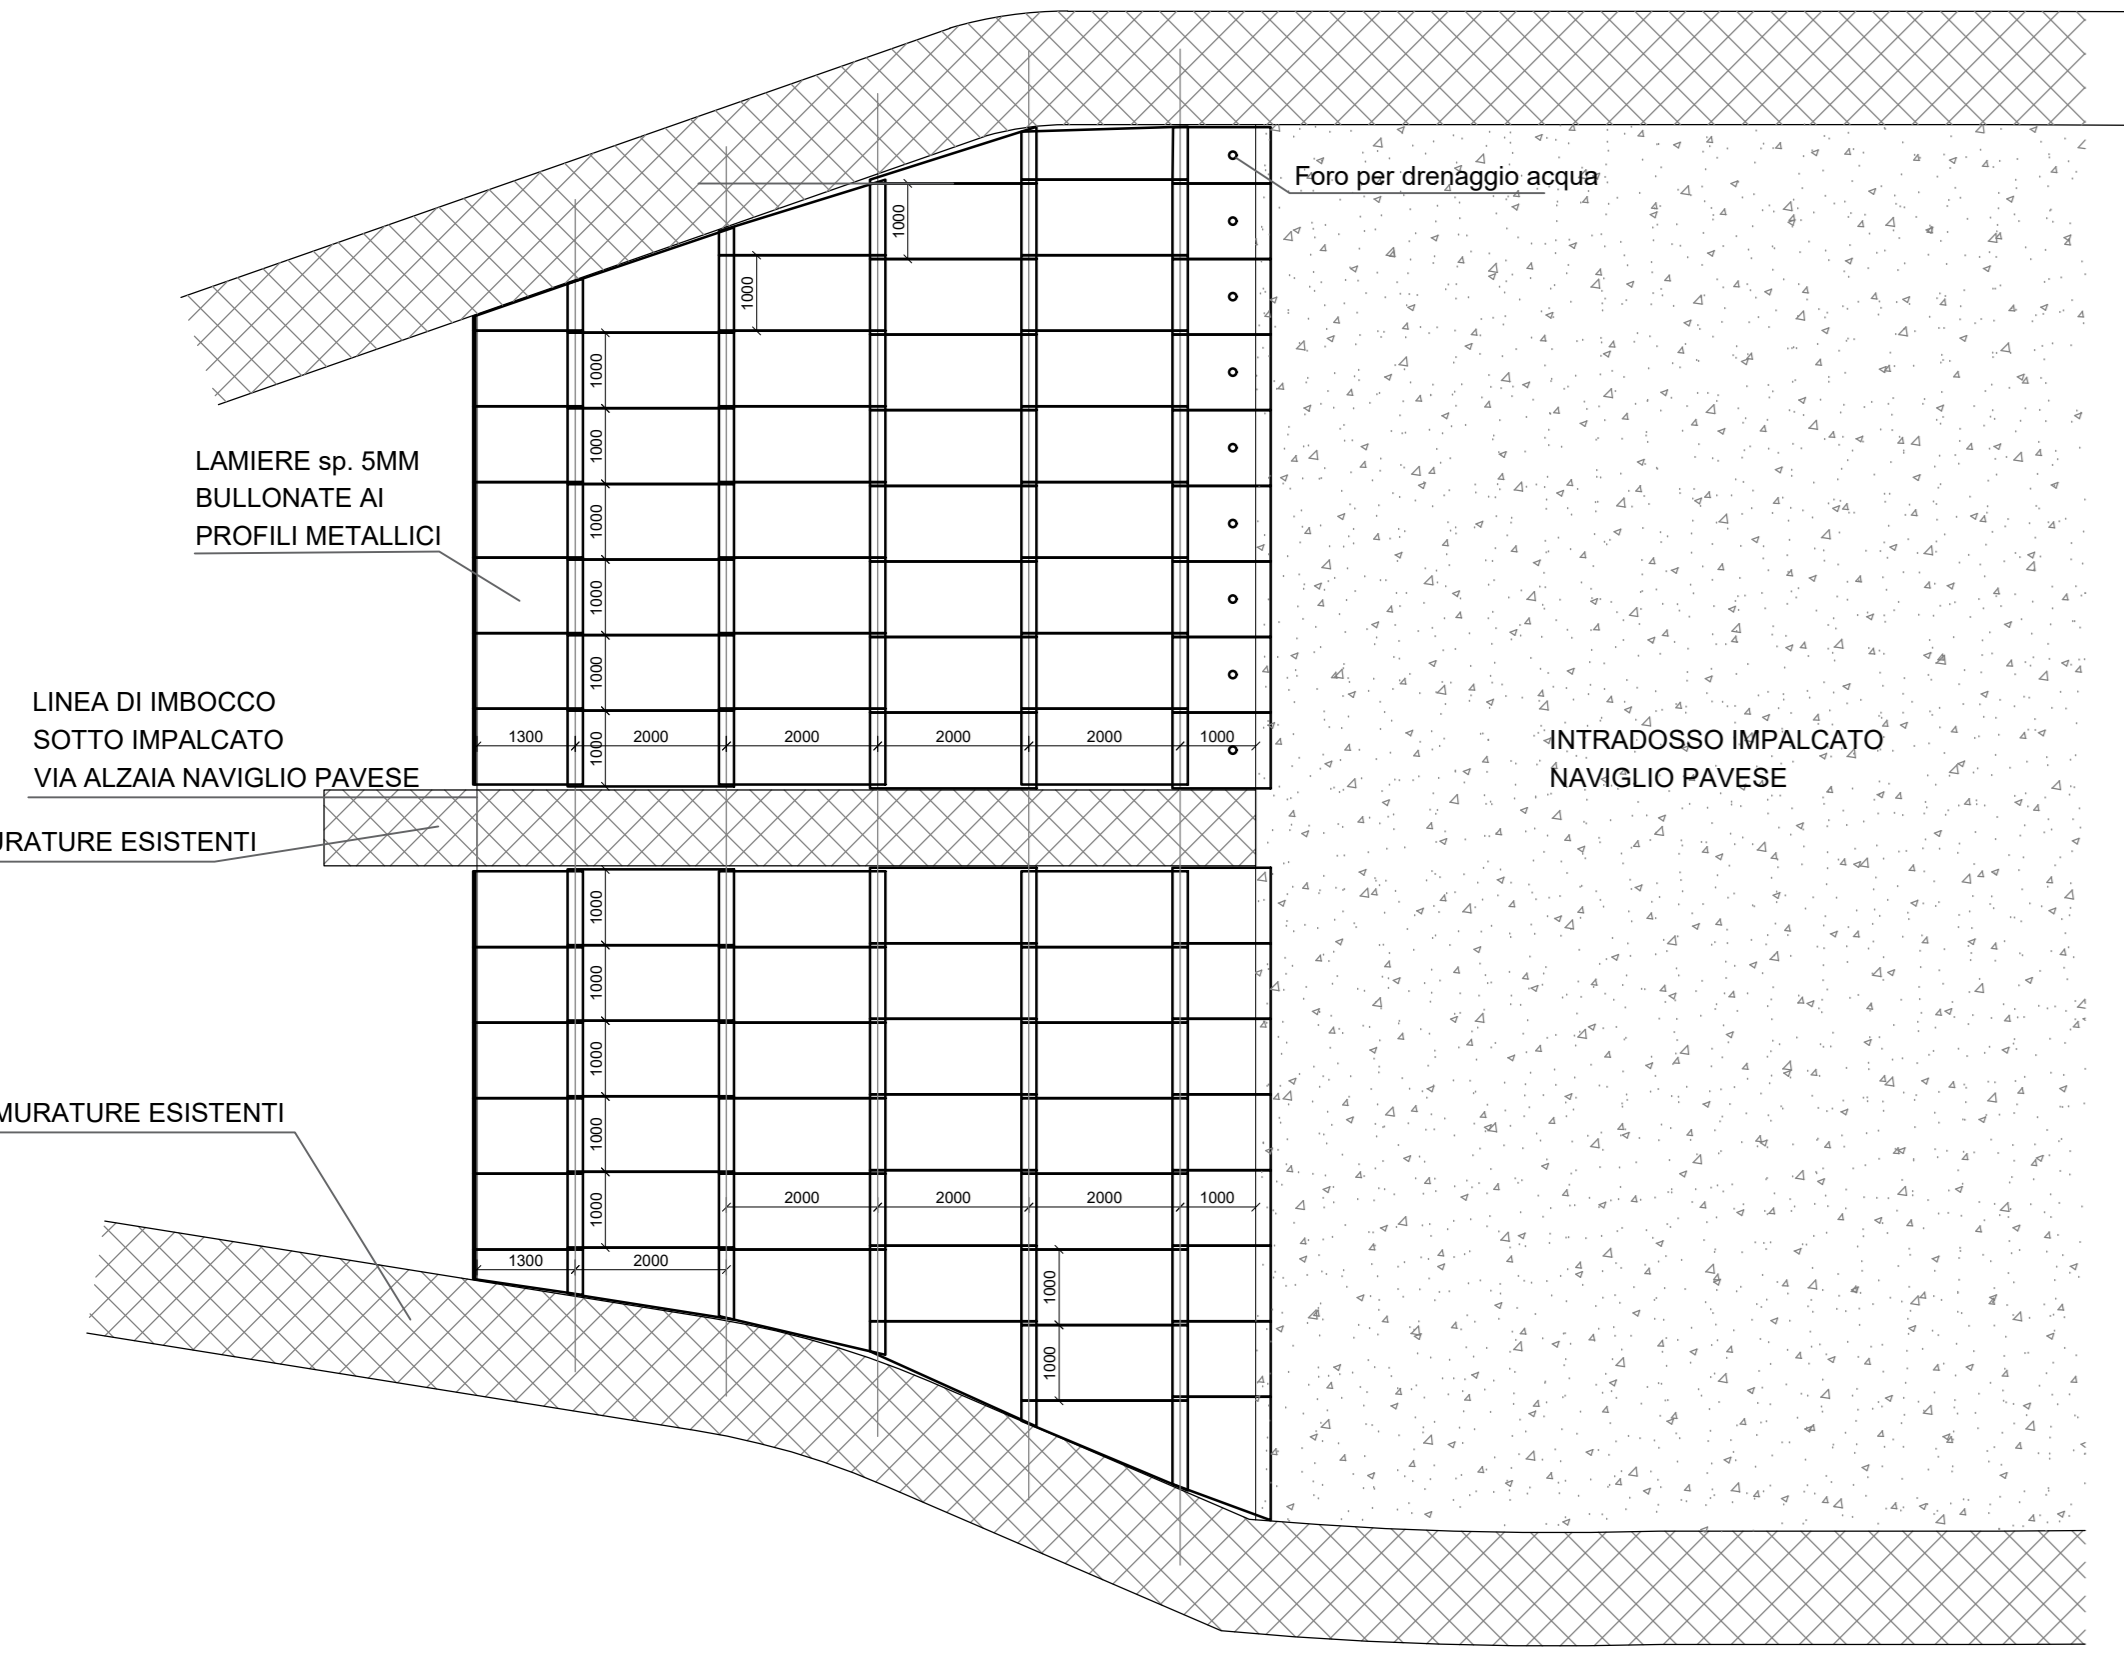 Foro per drenaggio acqua
1000
1000
LAMIERE sp. 5MM
BULLONATE AI
PROFILI METALLICI
1000
1000
1000
1000
1000
1000
LINEA DI IMBOCCO
SOTTO IMPALCATO
VIA ALZAIA NAVIGLIO PAVESE
1300 2000 2000 2000 2000 1000
INTRADOSSO IMPALCATO
NAVIGLIO PAVESE
URATURE ESISTENTI
1000
1000
1000
1000
1000
MURATURE ESISTENTI
2000 2000 2000 1000
1300 2000
1000
1000